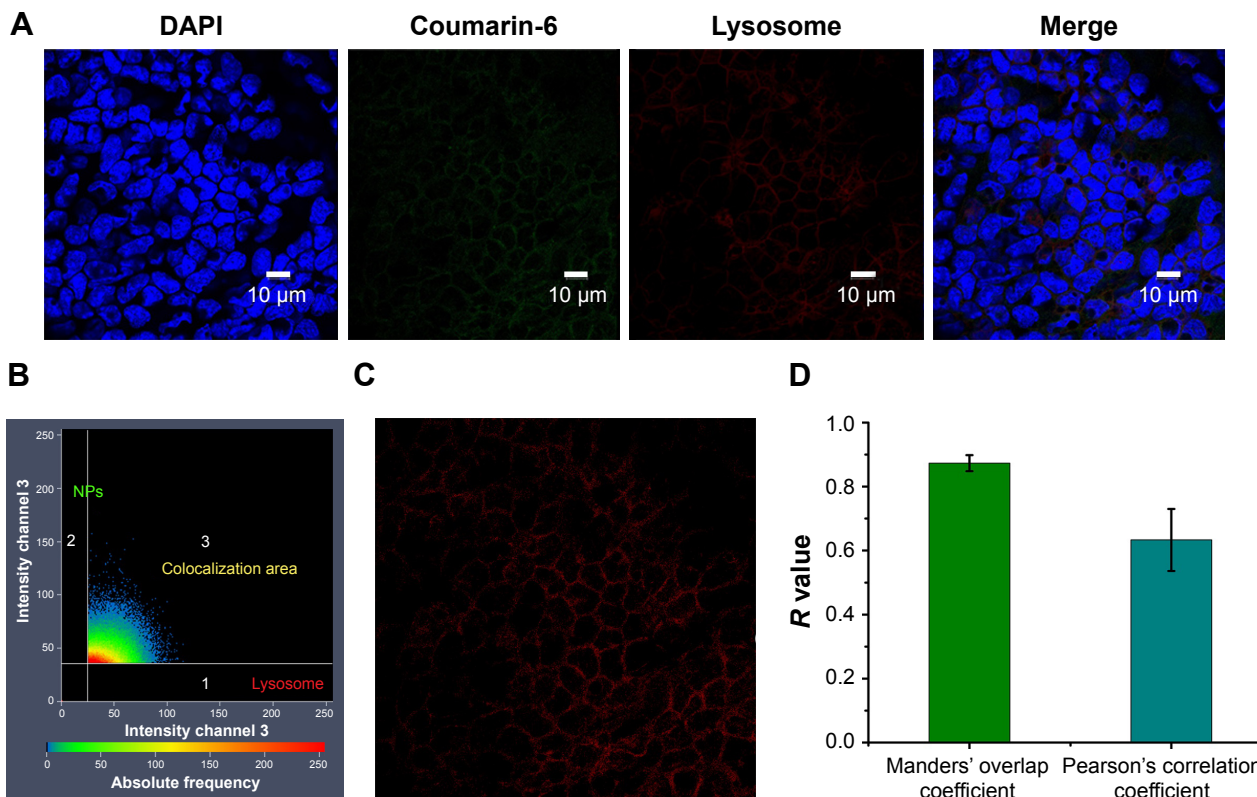 A
DAPI
Coumarin-6
Lysosome
Merge
10 µm
10 µm
10 µm
10 µm
B
Intensity channel 3
250
200
150
100
50
0
NPs
2
3
Colocalization area
1
Lysosome
0
50
100
150
200
250
Intensity channel 3
0
50
100
150
200
250
Absolute frequency
C
D
R value
1.0
0.8
0.6
0.4
0.2
0.0
Manders’ overlap
coefficient
Pearson’s correlation
coefficient